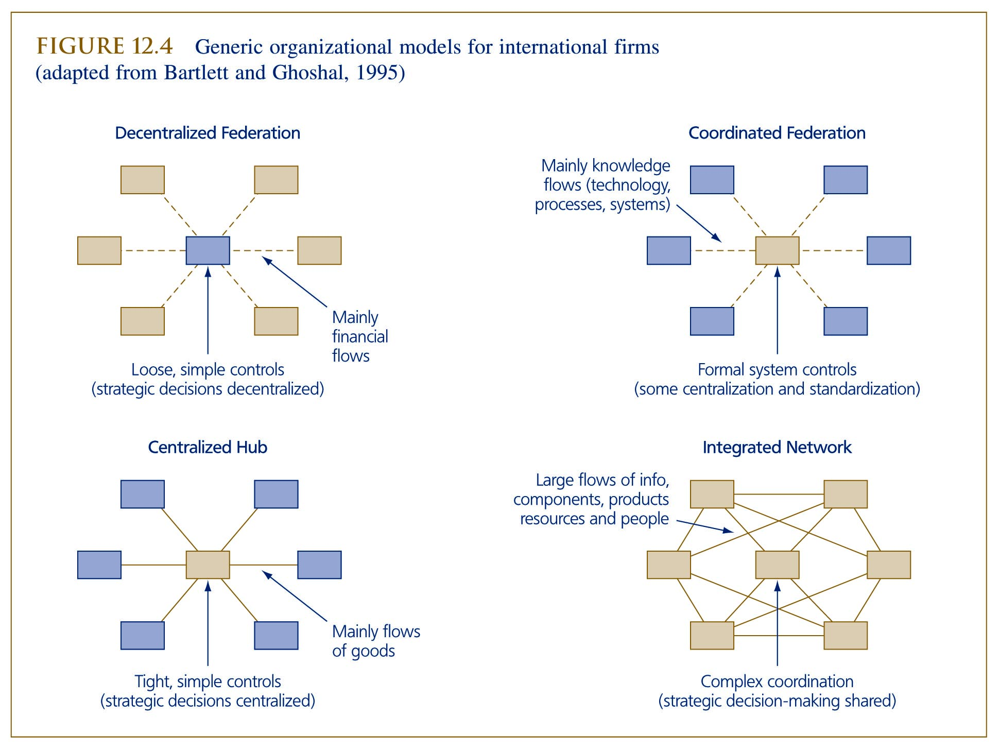 FIGURE 12.4 Generic organizational models for international firms
(adapted from Bartlett and Ghoshal, 1995)
Decentralized Federation
Mainly
financial
flows
Loose, simple controls
(strategic decisions decentralized)
Coordinated Federation
Mainly knowledge
flows (technology,
processes, systems)
Formal system controls
(some centralization and standardization)
Centralized Hub
Mainly flows
of goods
Tight, simple controls
(strategic decisions centralized)
Integrated Network
Large flows of info,
components, products
resources and people
Complex coordination
(strategic decision-making shared)